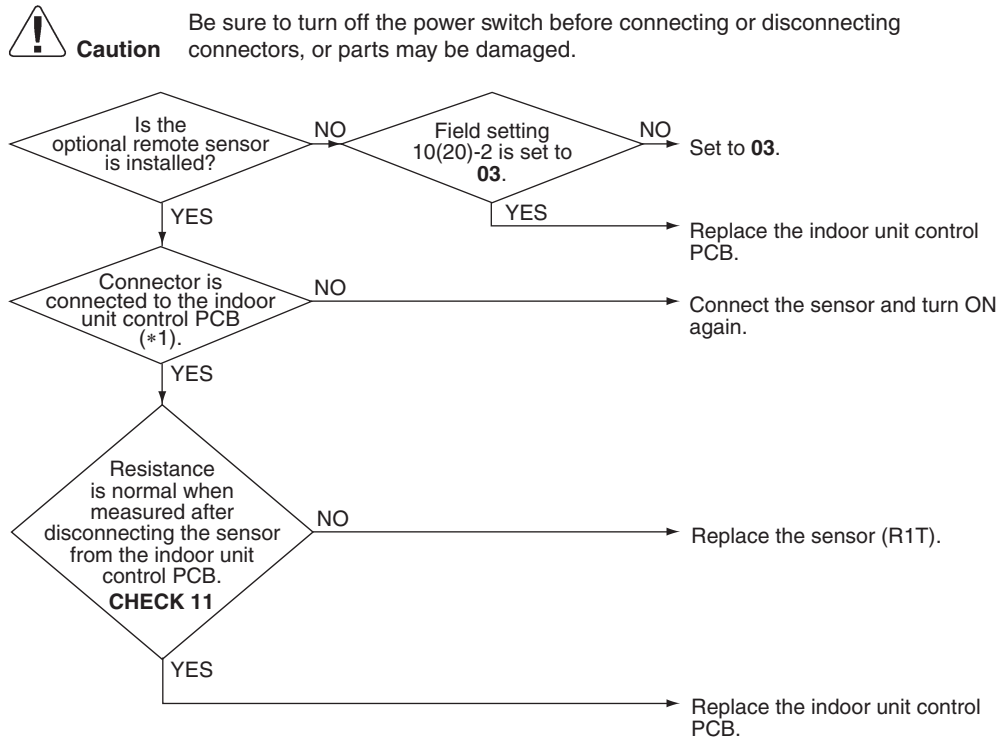 Caution
Be sure to turn off the power switch before connecting or disconnecting
connectors, or parts may be damaged.
Is the
optional remote sensor
is installed?
NO
Field setting
10(20)-2 is set to
03.
NO
Set to 03.
YES
YES
Replace the indoor unit control
PCB.
Connector is
connected to the indoor
unit control PCB
(*1).
NO
Connect the sensor and turn ON
again.
YES
Resistance
is normal when
measured after
disconnecting the sensor
from the indoor unit
control PCB.
CHECK 11
NO
Replace the sensor (R1T).
YES
Replace the indoor unit control
PCB.